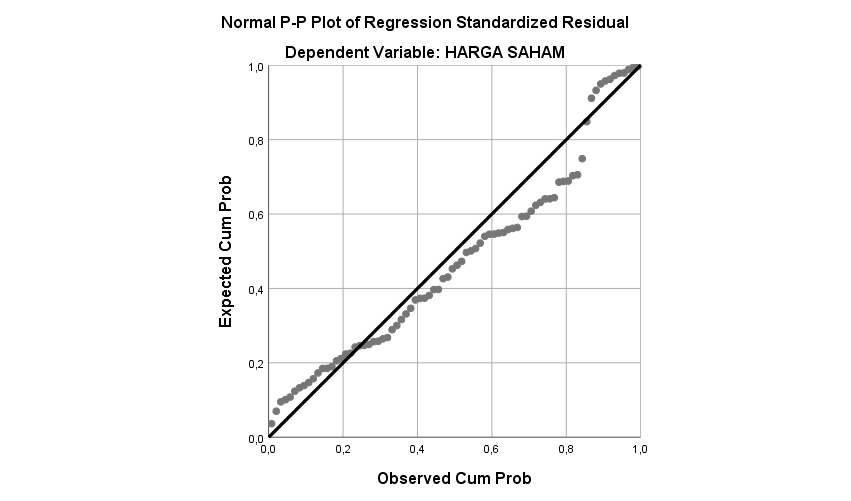 Normal P-P Plot of Regression Standardized Residual
Dependent Variable: HARGA SAHAM
Expected Cum Prob
1,0
0,8
0,6
0,4
0,2
0,0
0,0 0,2 0,4 0,6 0,8 1,0
Observed Cum Prob